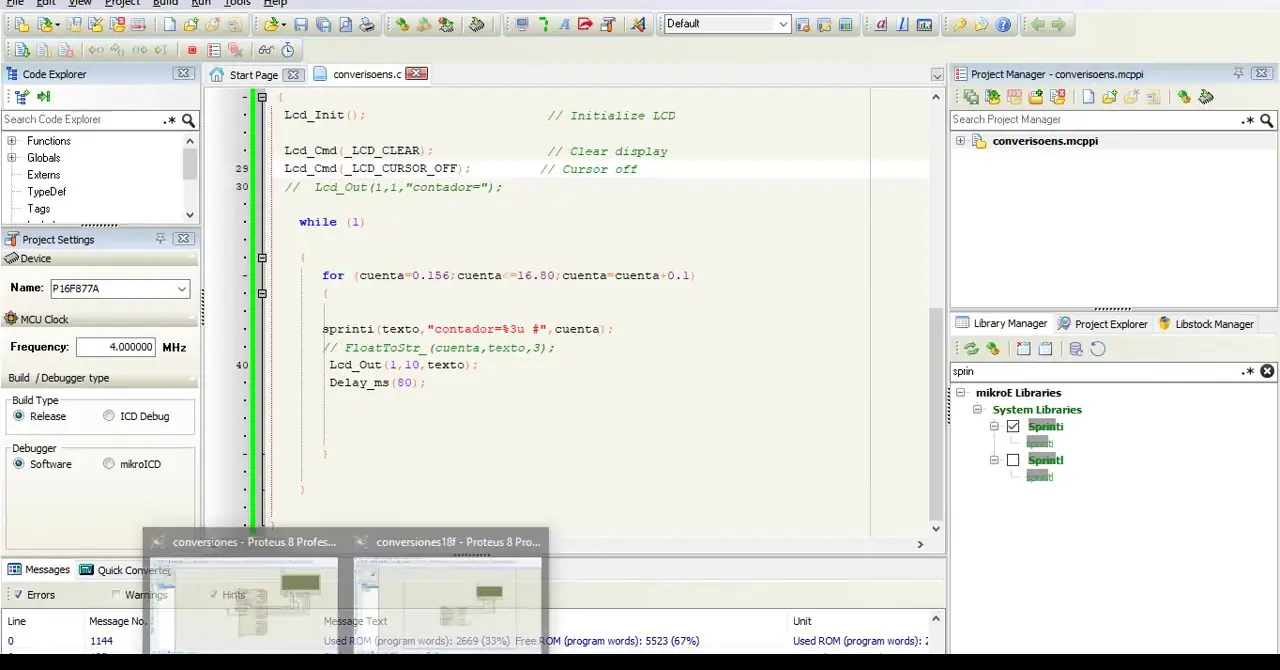 File Edit View Project Build Run Tools Help
Default
Code Explorer
Start Page
converisoens.c
Project Manager - converisoens.mcppi
Search Code Explorer
Search Project Manager
Functions
Globals
Externs
TypeDef
Tags
converisoens.mcppi
{
Lcd_Init(); // Initialize LCD
Lcd_Cmd(_LCD_CLEAR); // Clear display
29 Lcd_Cmd(_LCD_CURSOR_OFF); // Cursor off
30 // Lcd_Out(1,1,"contador=");
while (1)
{
for (cuenta=0.156;cuenta<=16.80;cuenta=cuenta+0.1)
{
sprinti(texto,"contador=%3u #",cuenta);
// FloatToStr_(cuenta,texto,3);
40 Lcd_Out(1,10,texto);
Delay_ms(80);
}
}
}
Project Settings
Device
Name: P16F877A
MCU Clock
Frequency: 4.000000 MHz
Build / Debugger type
Build Type
Release ICD Debug
Debugger
Software mikroICD
Library Manager Project Explorer Libstock Manager
sprin
mikroE Libraries
System Libraries
Sprinti
sprinti
Sprintl
sprintl
conversiones - Proteus 8 Profes...
conversiones18f - Proteus 8 Pro...
Messages Quick Converter
Errors Warnings Hints
Line Message No. Message Text Unit
0 1144 Used ROM (program words): 2669 (33%) Free ROM (program words): 5523 (67%) Used ROM (program words): 2